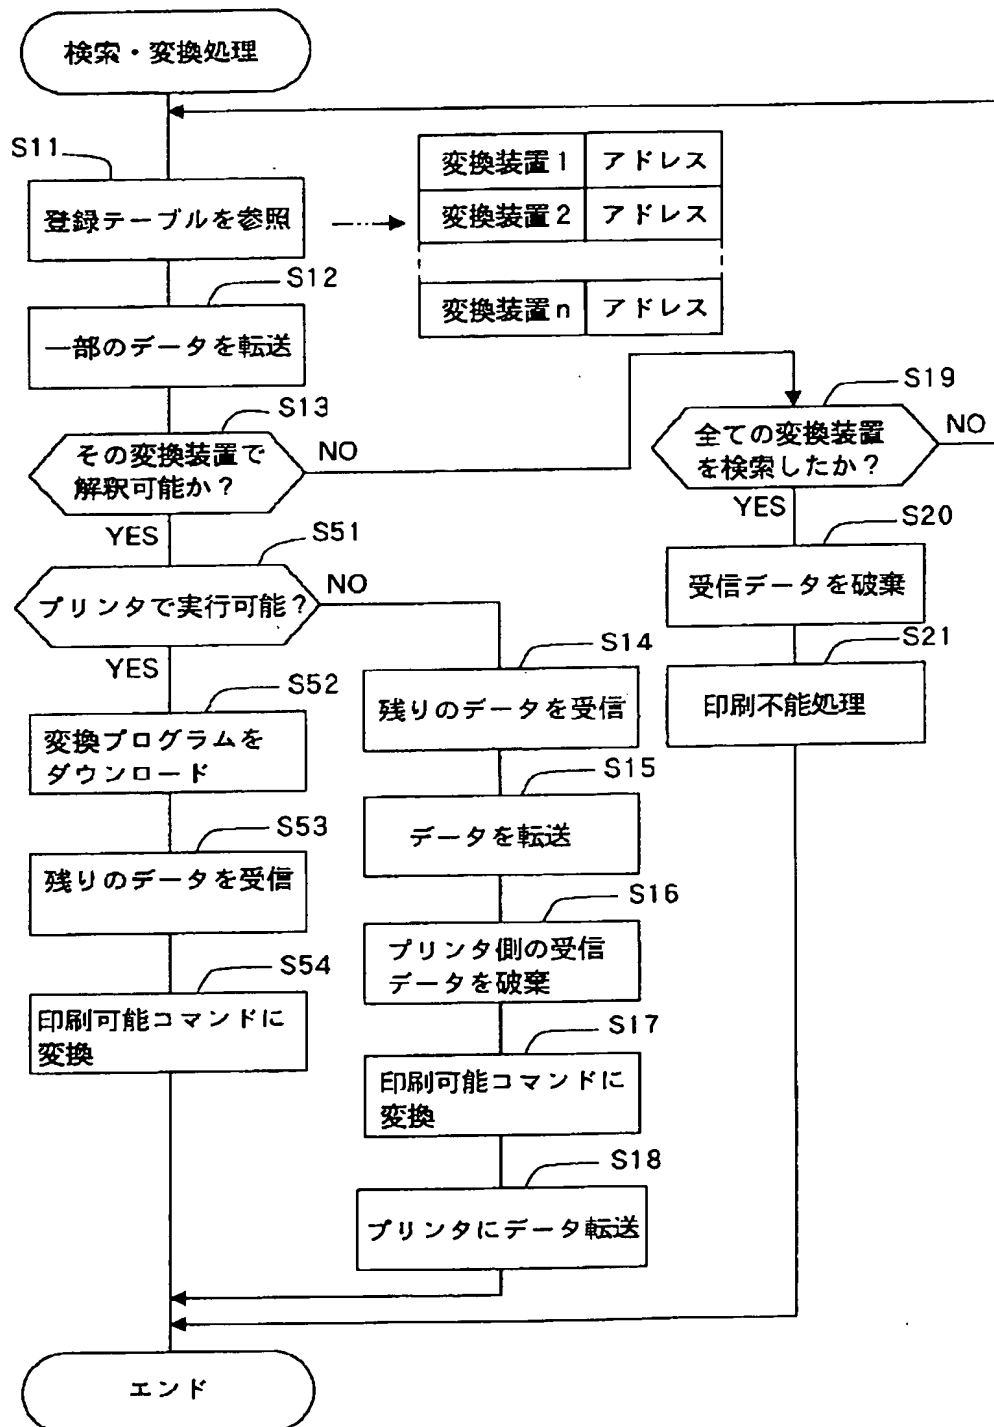 検索・変換処理
S11
登録テーブルを参照
変換装置1 アドレス
変換装置2 アドレス
変換装置n アドレス
S12
一部のデータを転送
S13
その変換装置で
解釈可能か?
NO
YES
S19
全ての変換装置
を検索したか?
NO
YES
S51
プリンタで実行可能?
NO
YES
S20
受信データを破棄
S21
印刷不能処理
S52
変換プログラムを
ダウンロード
S53
残りのデータを受信
S54
印刷可能コマンドに
変換
S14
残りのデータを受信
S15
データを転送
S16
プリンタ側の受信
データを破棄
S17
印刷可能コマンドに
変換
S18
プリンタにデータ転送
エンド